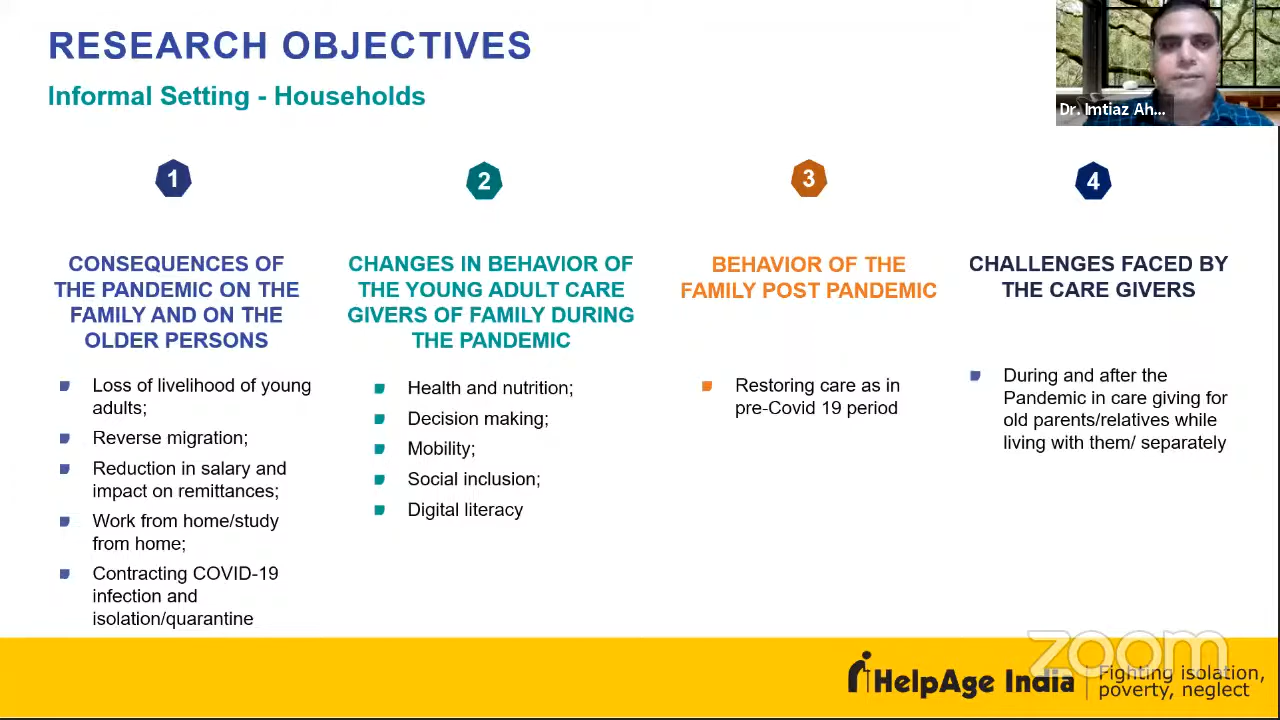 RESEARCH OBJECTIVES
Informal Setting - Households
Dr. Imtiaz Ah...
1
CONSEQUENCES OF
THE PANDEMIC ON THE
FAMILY AND ON THE
OLDER PERSONS
Loss of livelihood of young
adults;
Reverse migration;
Reduction in salary and
impact on remittances;
Work from home/study
from home;
Contracting COVID-19
infection and
isolation/quarantine
2
CHANGES IN BEHAVIOR OF
THE YOUNG ADULT CARE
GIVERS OF FAMILY DURING
THE PANDEMIC
Health and nutrition;
Decision making;
Mobility;
Social inclusion;
Digital literacy
3
BEHAVIOR OF THE
FAMILY POST PANDEMIC
Restoring care as in
pre-Covid 19 period
4
CHALLENGES FACED BY
THE CARE GIVERS
During and after the
Pandemic in care giving for
old parents/relatives while
living with them/ separately
zoom
HelpAge India
Fighting isolation,
poverty, neglect